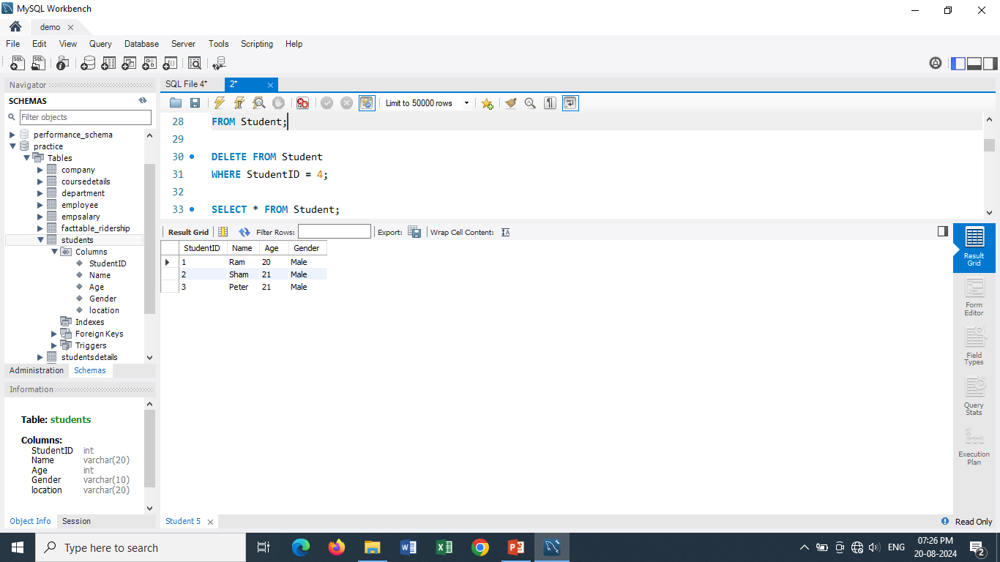 MySQL Workbench
demo
File Edit View Query Database Server Tools Scripting Help
Navigator
SCHEMAS
Filter objects
performance_schema
practice
Tables
company
coursedetails
department
employee
empsalary
facttable_ridership
students
Columns
StudentID
Name
Age
Gender
location
Indexes
Foreign Keys
Triggers
studentsdetails
Administration Schemas
Information
Table: students
Columns:
StudentID int
Name varchar(20)
Age int
Gender varchar(10)
location varchar(20)
Object Info Session
SQL File 4* 2*
Limit to 50000 rows
28 FROM Student;
29
30 DELETE FROM Student
31 WHERE StudentID = 4;
32
33 SELECT * FROM Student;
Result Grid Filter Rows: Export: Wrap Cell Content:
StudentID Name Age Gender
1 Ram 20 Male
2 Sham 21 Male
3 Peter 21 Male
Result
Grid
Form
Editor
Field
Types
Query
Stats
Execution
Plan
Student 5
Read Only
Type here to search
ENG
07:26 PM
20-08-2024
2